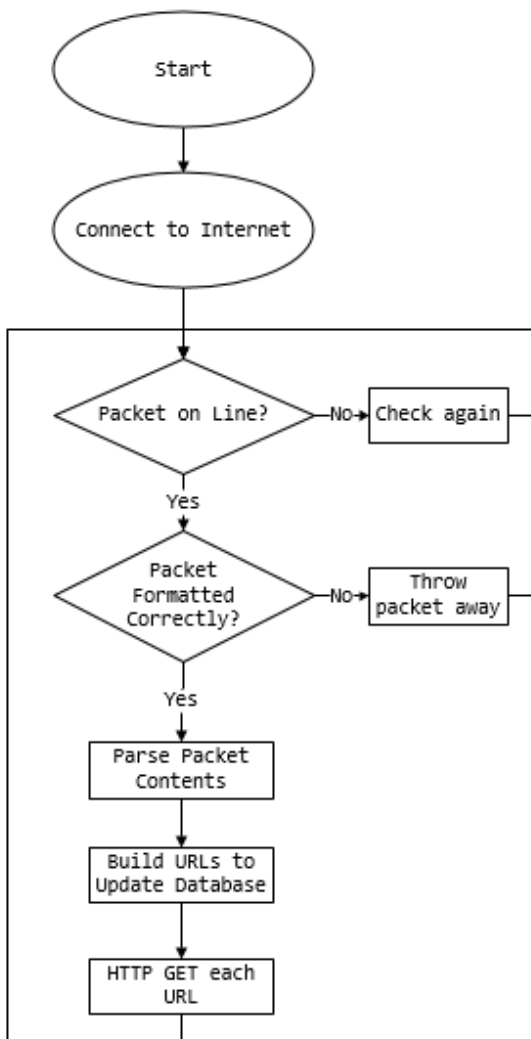 Start
Connect to Internet
Packet on Line?
No
Check again
Yes
Packet
Formatted
Correctly?
No
Throw
packet away
Yes
Parse Packet
Contents
Build URLs to
Update Database
HTTP GET each
URL